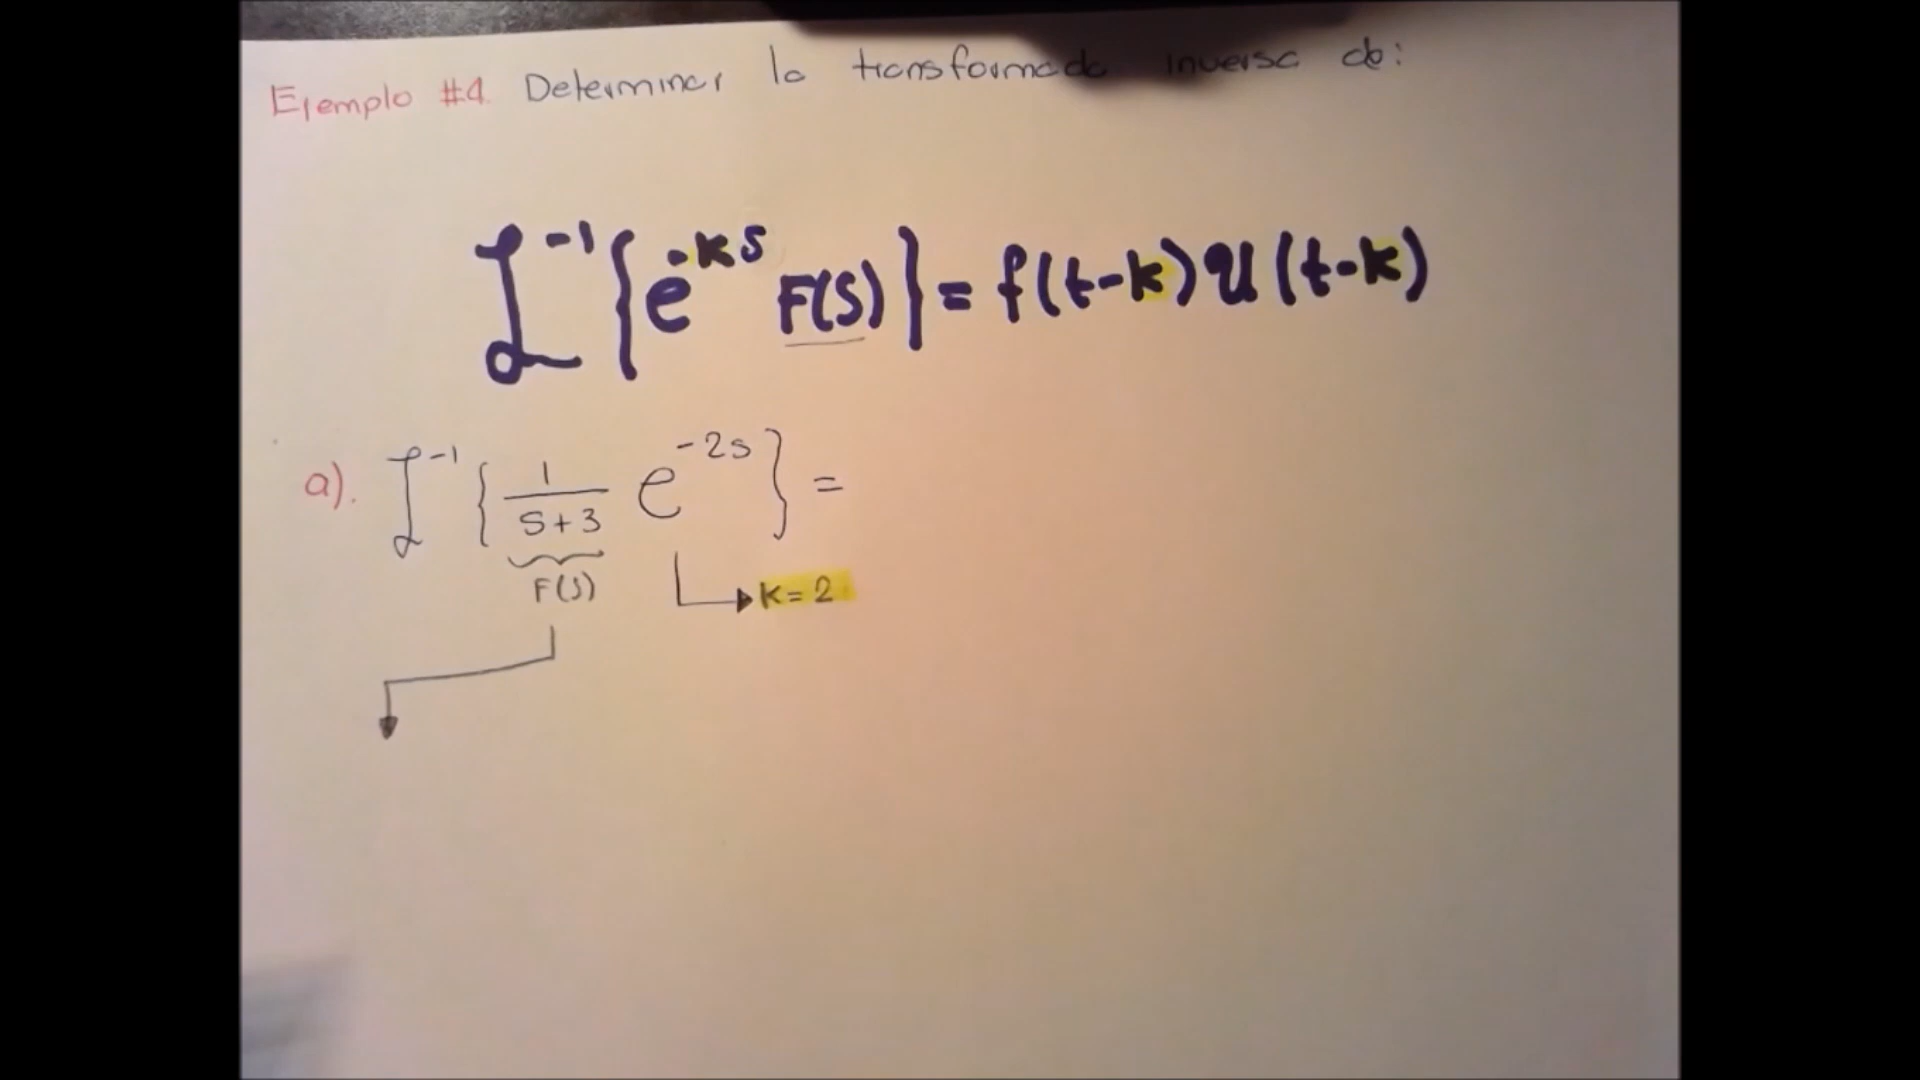 Ejemplo #4. Determinar la transformada inversa de:
ℒ⁻¹{e⁻ᵏˢ F(S)} = f(t-k) 𝒰(t-k)
a). ℒ⁻¹{1/(s+3) e⁻²ˢ} =
F(s)
k=2